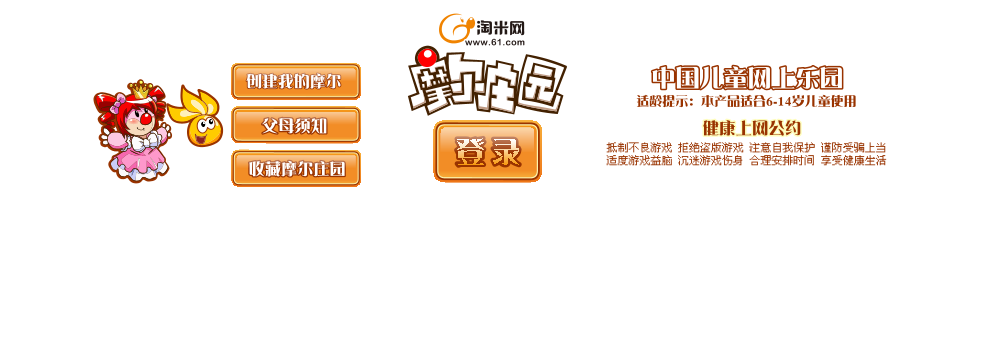 创建我的摩尔
父母须知
收藏摩尔庄园
淘米网
www.61.com
摩尔庄园
登录
中国儿童网上乐园
适龄提示：本产品适合6-14岁儿童使用
健康上网公约
抵制不良游戏 拒绝盗版游戏 注意自我保护 谨防受骗上当
适度游戏益脑 沉迷游戏伤身 合理安排时间 享受健康生活